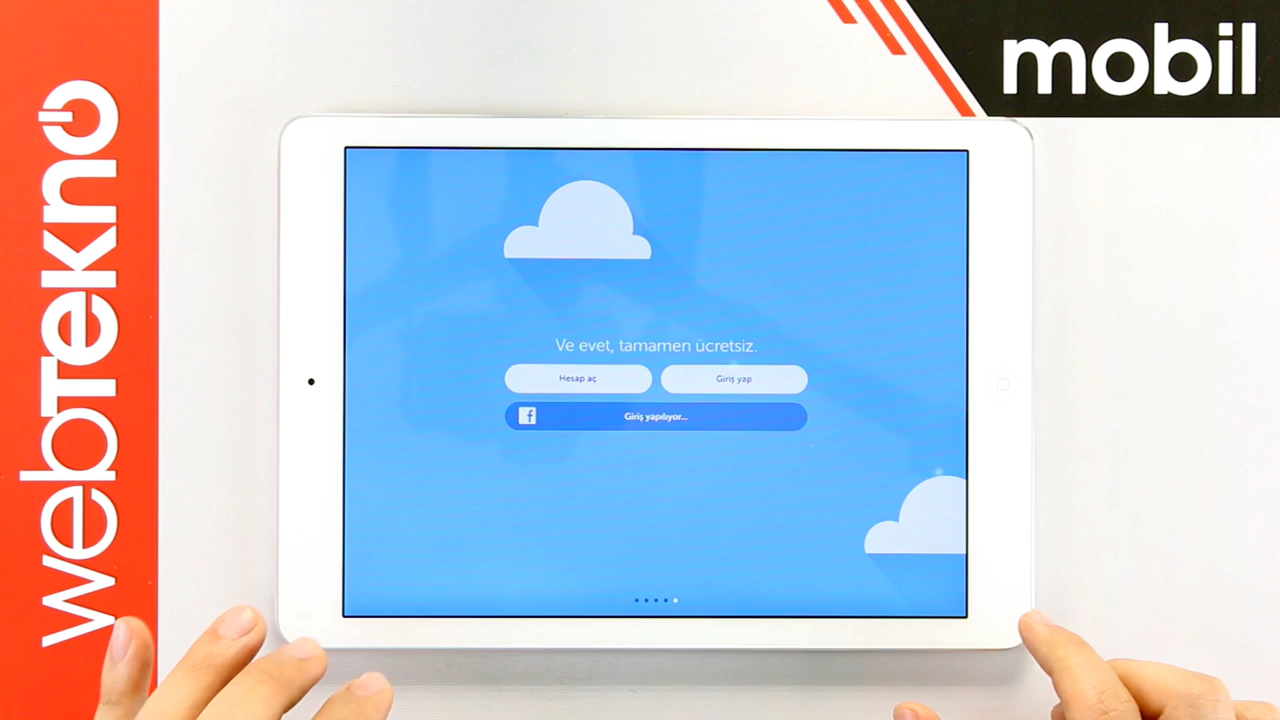 webtekno
mobil
Ve evet, tamamen ücretsiz.
Hesap aç
Giriş yap
f
Giriş yapılıyor...